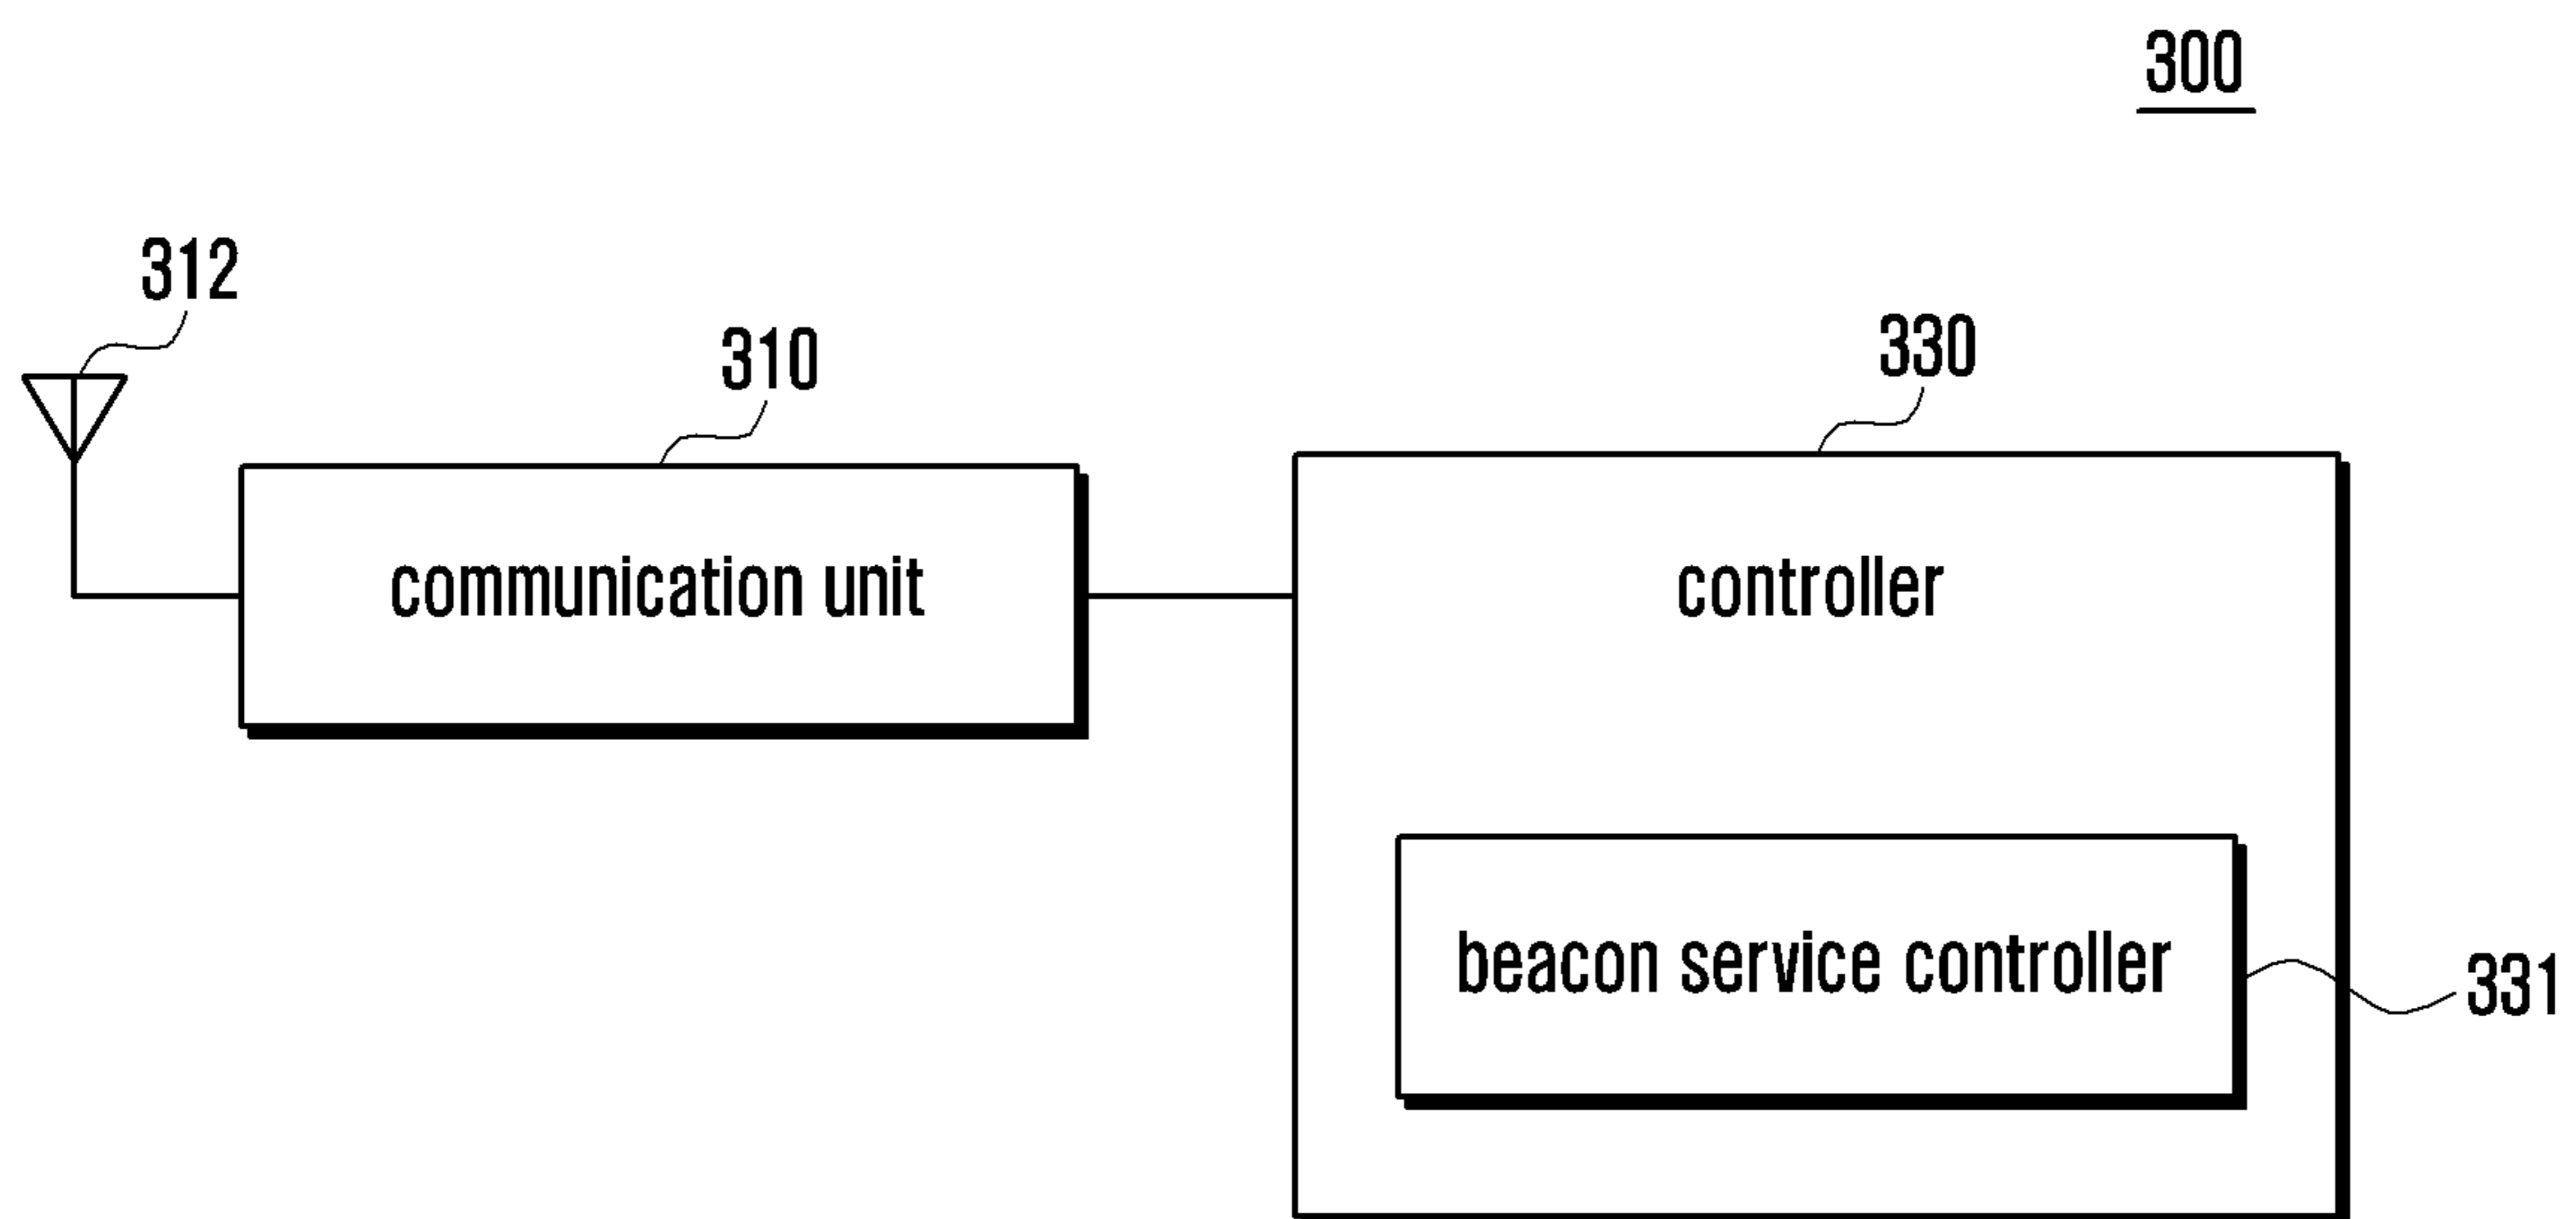 300
312
310
330
communication unit
controller
beacon service controller
331